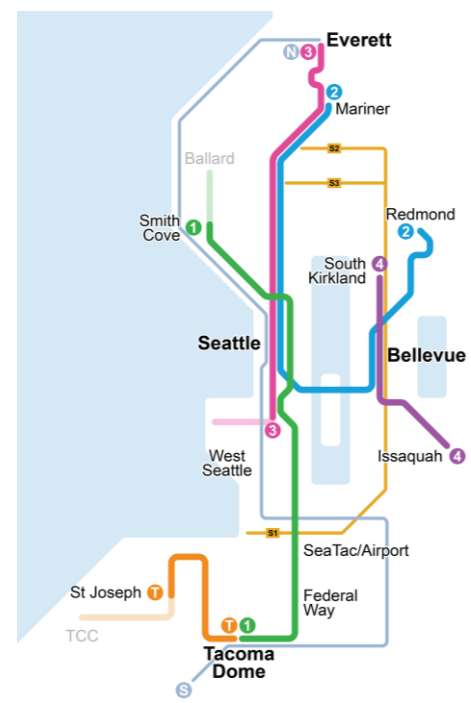 Everett
N 3
2
Mariner
S2
Ballard
S3
Smith
Cove
1
Redmond
2
South
Kirkland
4
Seattle
Bellevue
3
West
Seattle
Issaquah 4
S1
SeaTac/Airport
St Joseph T
Federal
Way
TCC
T 1
Tacoma
Dome
S